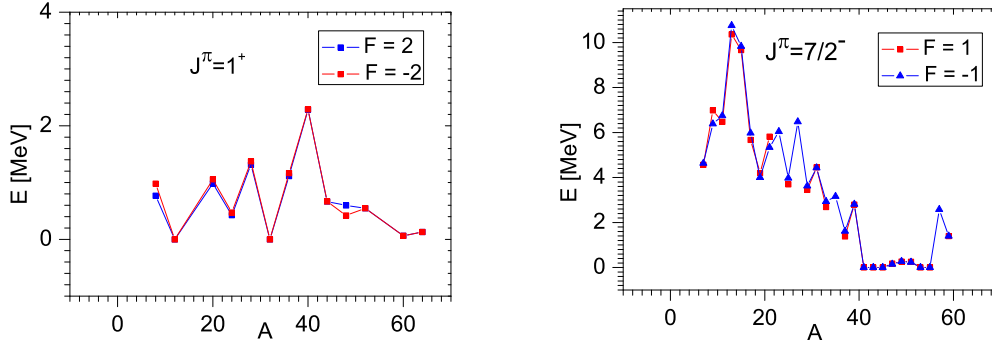 4
2
0
E [MeV]
J^π=1^+
F = 2
F = -2
0 20 40 60
A
10
8
6
4
2
0
E [MeV]
J^π=7/2^-
F = 1
F = -1
0 20 40 60
A